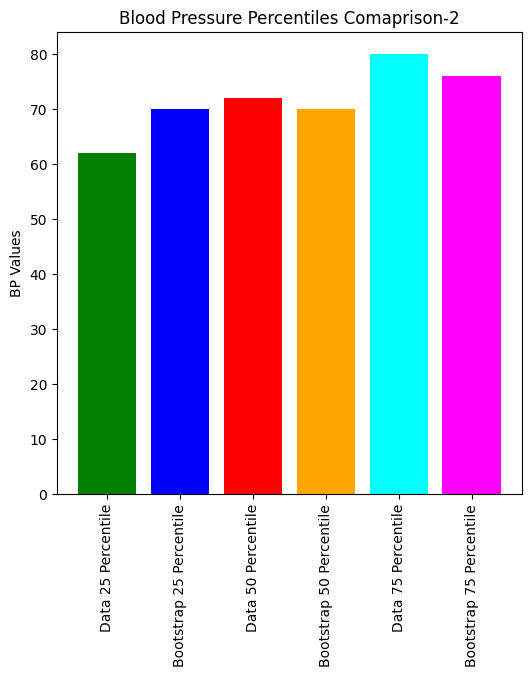 Blood Pressure Percentiles Comaprison-2
80
70
60
50
40
30
20
10
0
BP Values
Data 25 Percentile
Bootstrap 25 Percentile
Data 50 Percentile
Bootstrap 50 Percentile
Data 75 Percentile
Bootstrap 75 Percentile